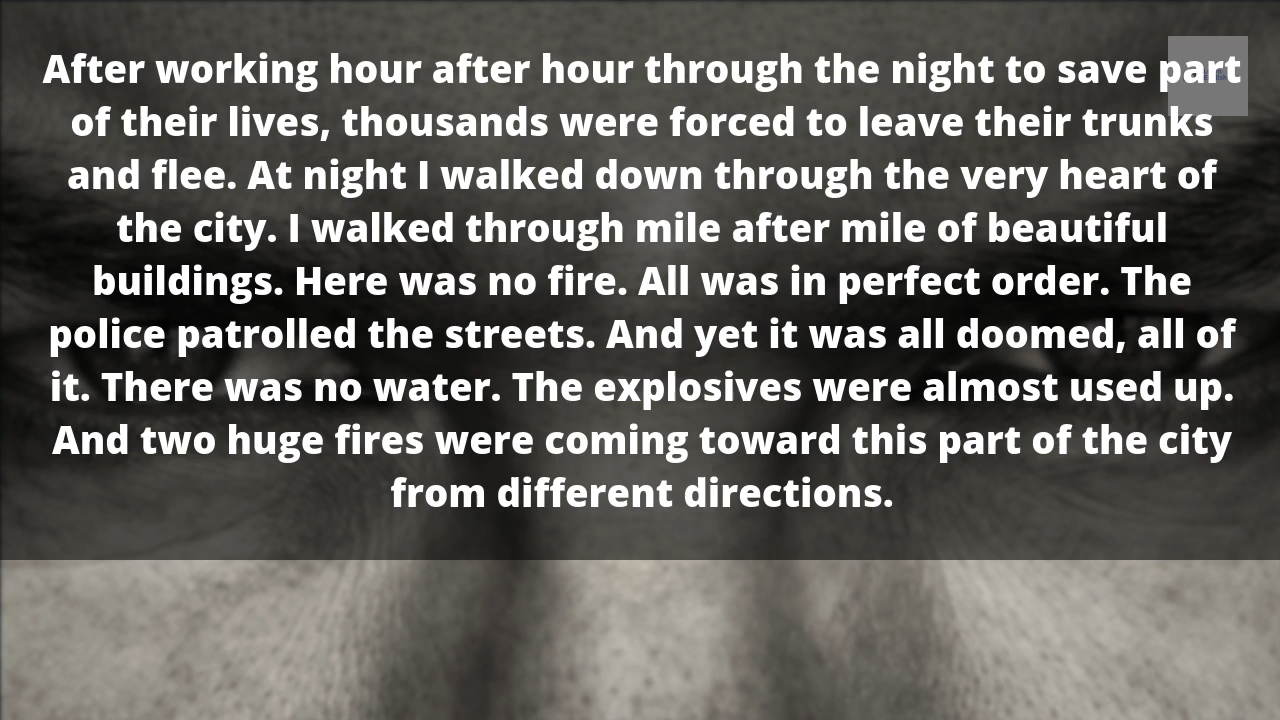 After working hour after hour through the night to save part
of their lives, thousands were forced to leave their trunks
and flee. At night I walked down through the very heart of
the city. I walked through mile after mile of beautiful
buildings. Here was no fire. All was in perfect order. The
police patrolled the streets. And yet it was all doomed, all of
it. There was no water. The explosives were almost used up.
And two huge fires were coming toward this part of the city
from different directions.